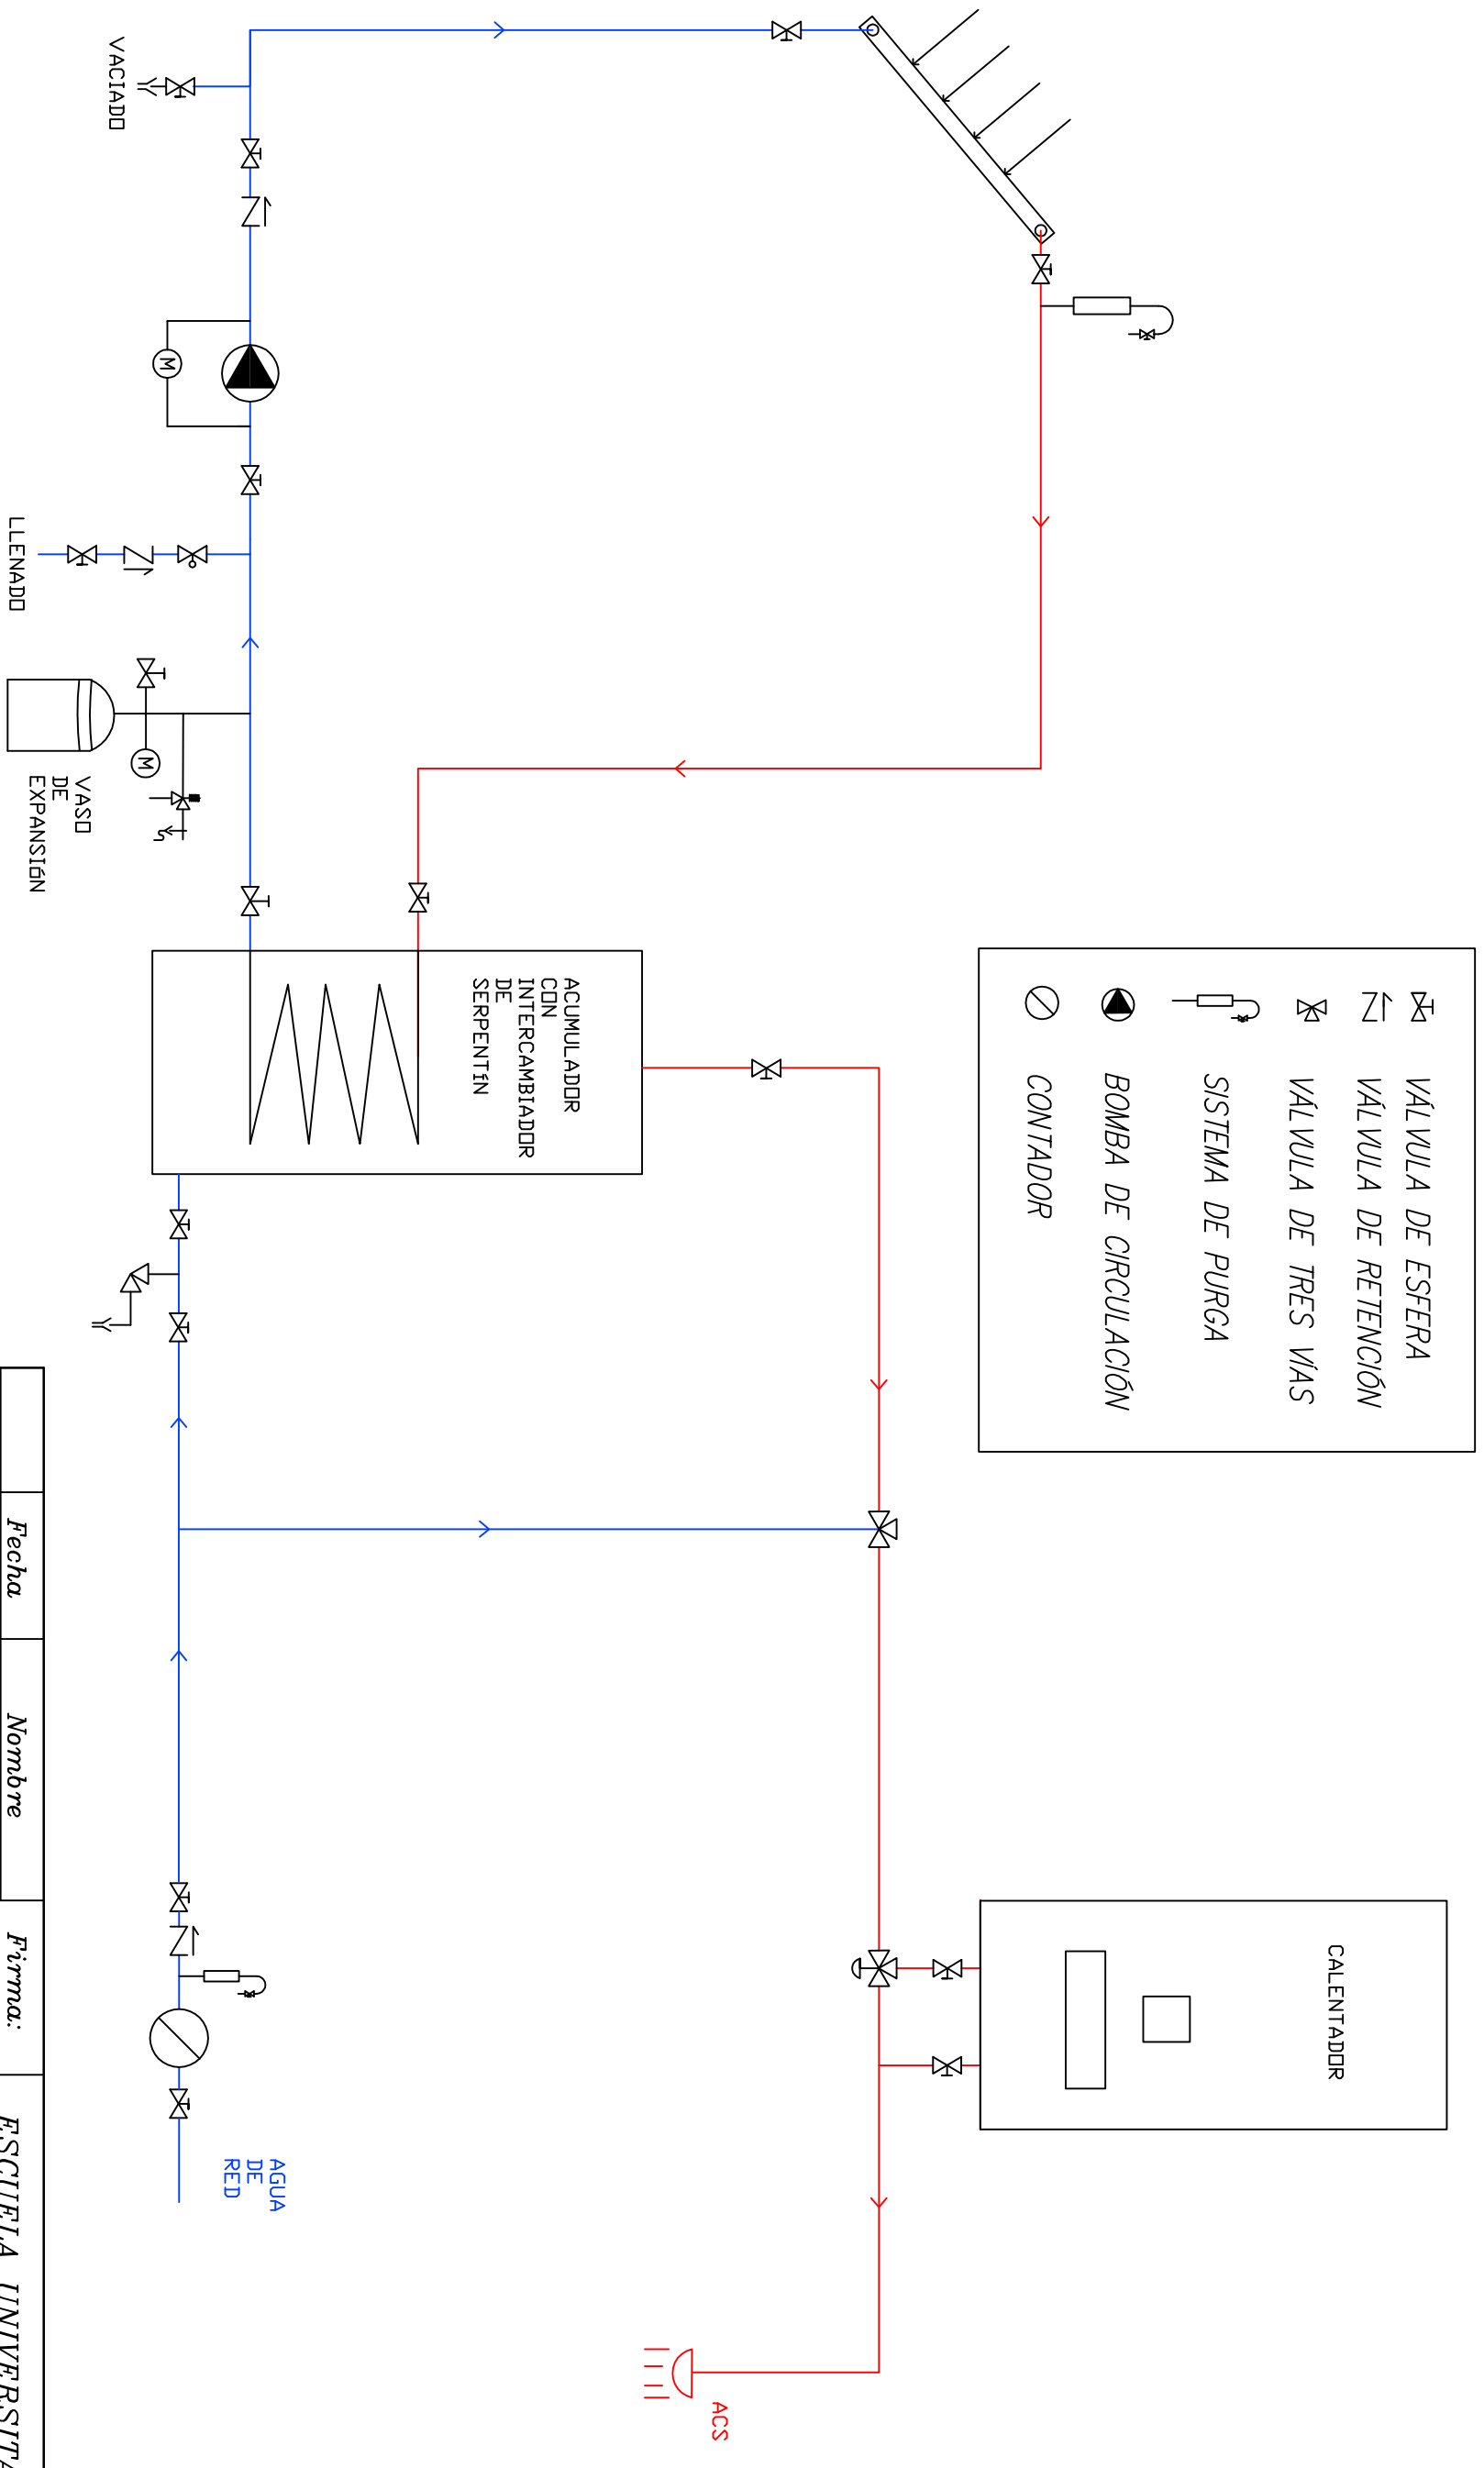 VÁLVULA DE ESFERA
VÁLVULA DE RETENCIÓN
VÁLVULA DE TRES VÍAS
SISTEMA DE PURGA
BOMBA DE CIRCULACIÓN
CONTADOR
CALENTADOR
ACS
ACUMULADOR
CON
INTERCAMBIADOR
DE
SERPENTÍN
AGUA
DE
RED
VACIADO
M
LLENADO
M
VASO
DE
EXPANSIÓN
Fecha
Nombre
Firma:
ESCUELA